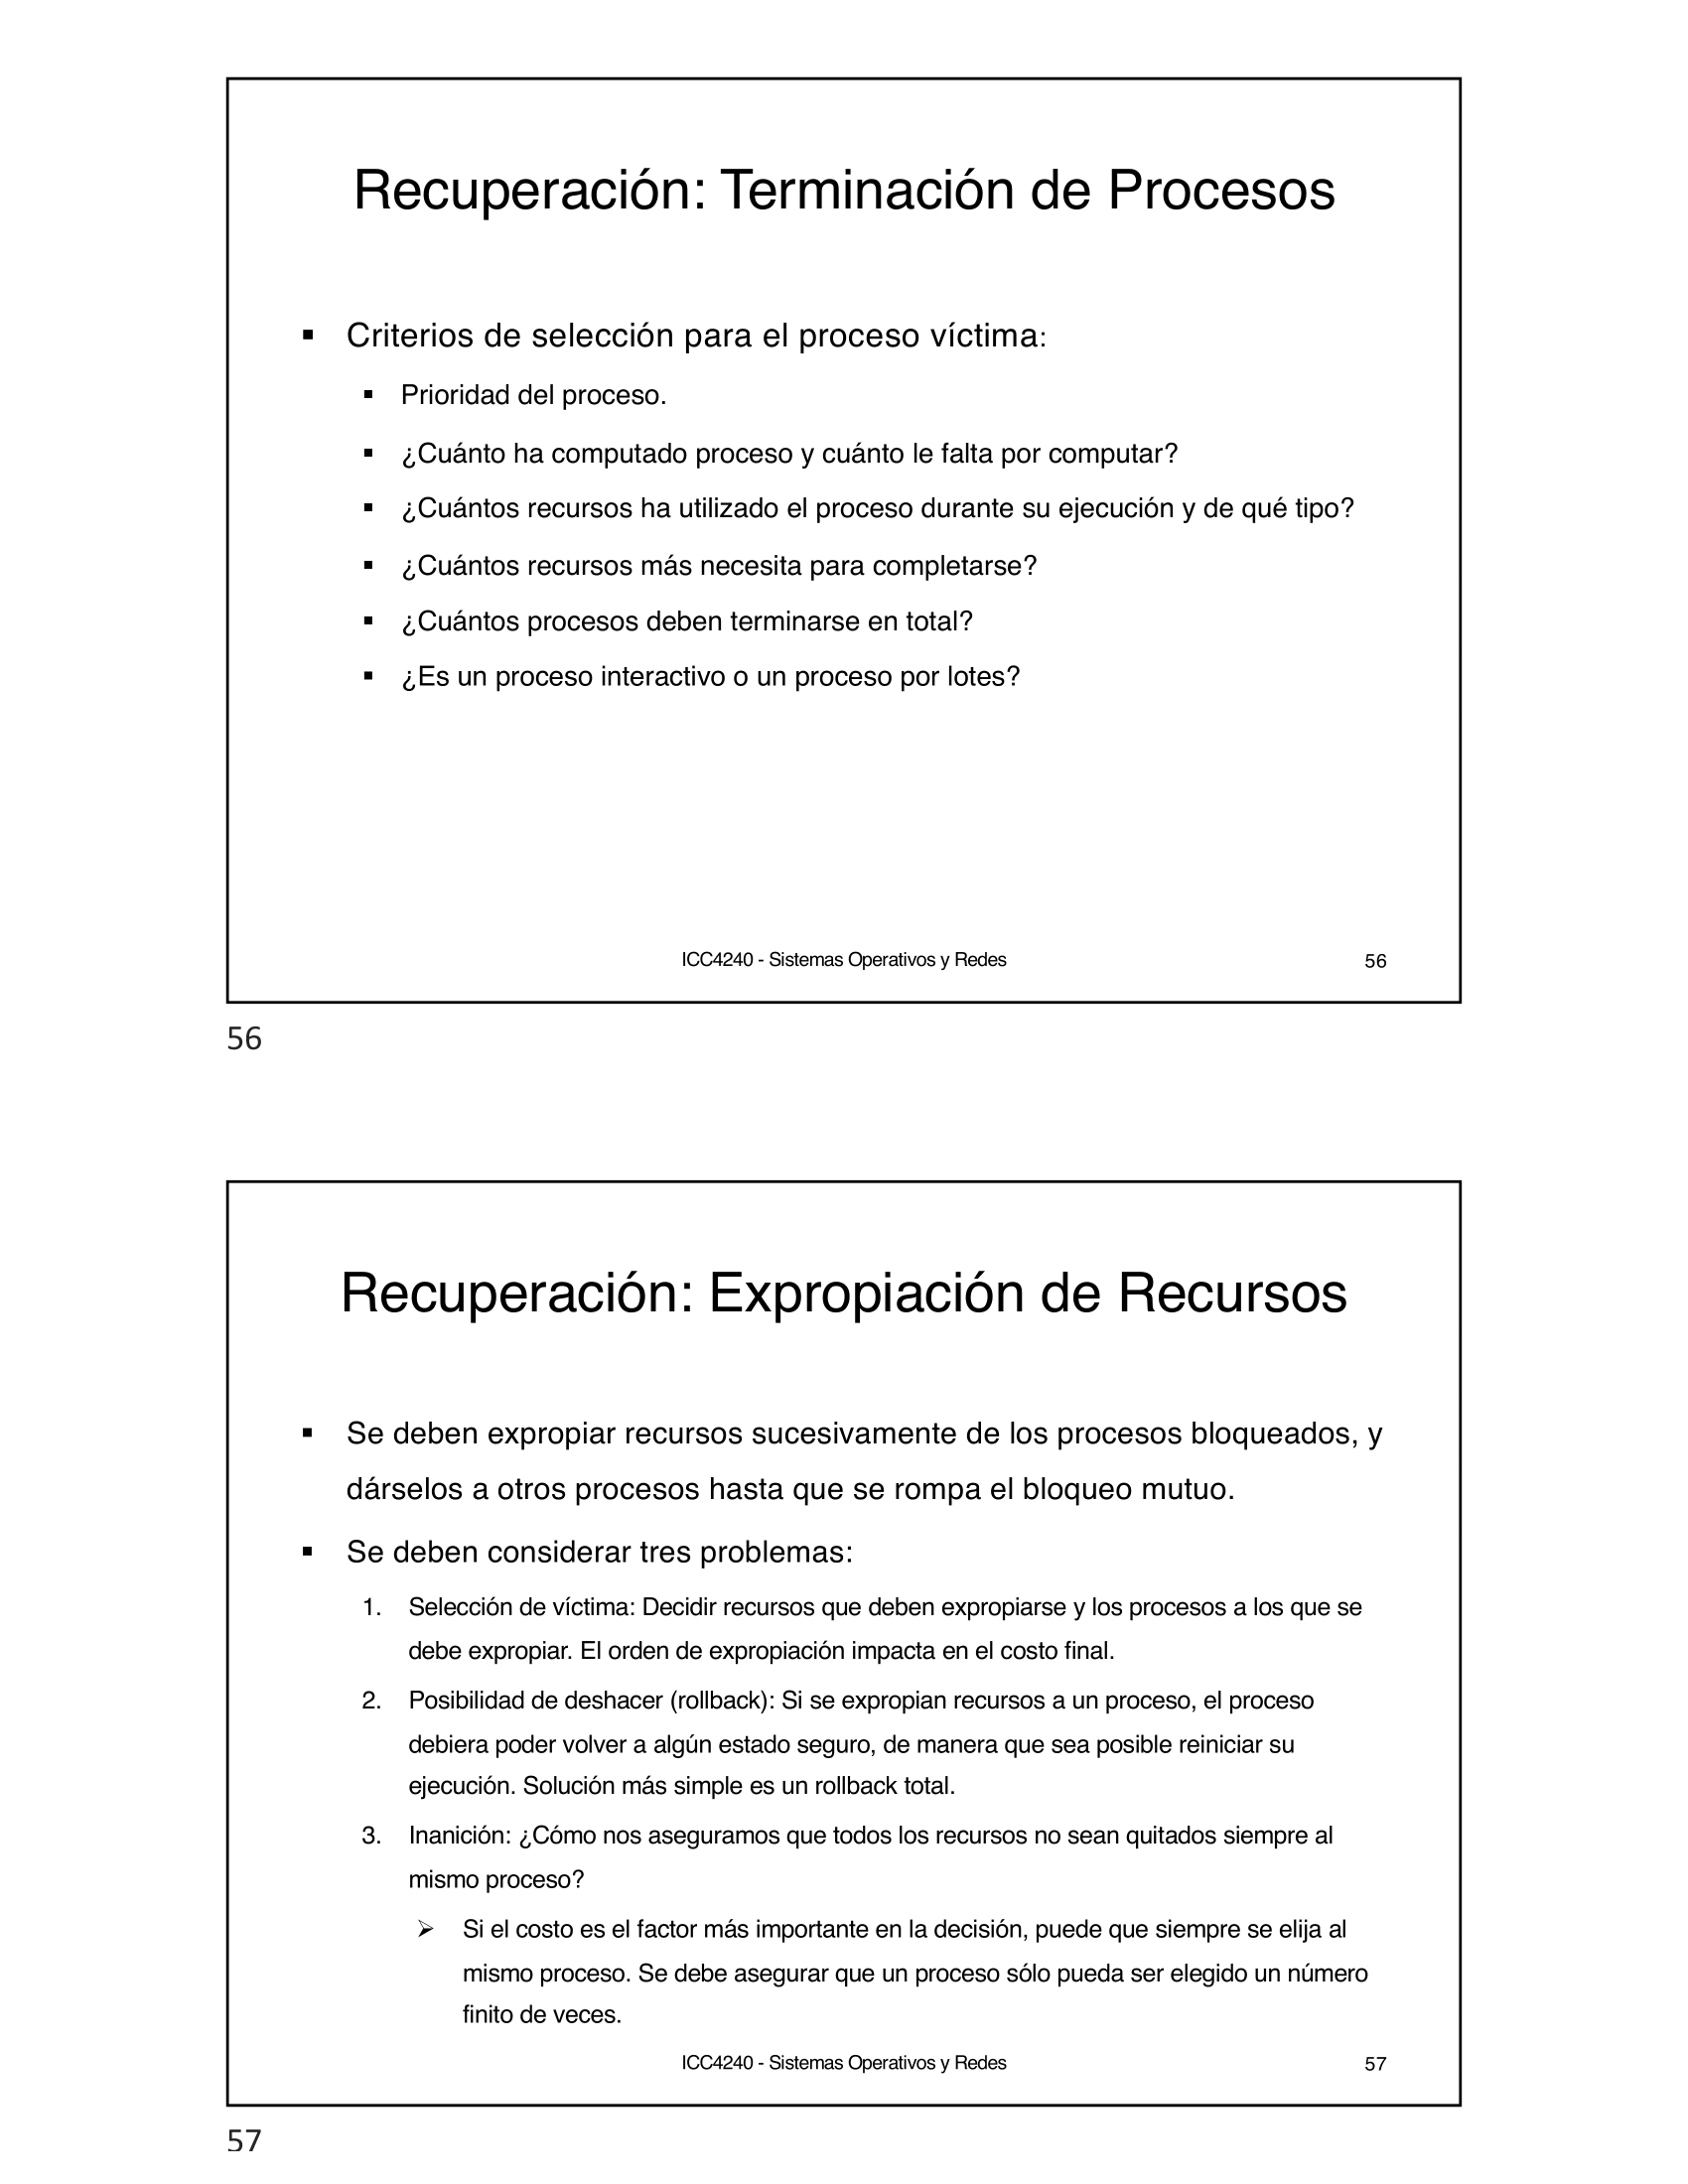 Recuperación: Terminación de Procesos
▪ Criterios de selección para el proceso víctima:
▪ Prioridad del proceso.
▪ ¿Cuánto ha computado proceso y cuánto le falta por computar?
▪ ¿Cuántos recursos ha utilizado el proceso durante su ejecución y de qué tipo?
▪ ¿Cuántos recursos más necesita para completarse?
▪ ¿Cuántos procesos deben terminarse en total?
▪ ¿Es un proceso interactivo o un proceso por lotes?
ICC4240 - Sistemas Operativos y Redes 56
56
Recuperación: Expropiación de Recursos
▪ Se deben expropiar recursos sucesivamente de los procesos bloqueados, y
dárselos a otros procesos hasta que se rompa el bloqueo mutuo.
▪ Se deben considerar tres problemas:
1. Selección de víctima: Decidir recursos que deben expropiarse y los procesos a los que se
debe expropiar. El orden de expropiación impacta en el costo final.
2. Posibilidad de deshacer (rollback): Si se expropian recursos a un proceso, el proceso
debiera poder volver a algún estado seguro, de manera que sea posible reiniciar su
ejecución. Solución más simple es un rollback total.
3. Inanición: ¿Cómo nos aseguramos que todos los recursos no sean quitados siempre al
mismo proceso?
➢ Si el costo es el factor más importante en la decisión, puede que siempre se elija al
mismo proceso. Se debe asegurar que un proceso sólo pueda ser elegido un número
finito de veces.
ICC4240 - Sistemas Operativos y Redes 57
57